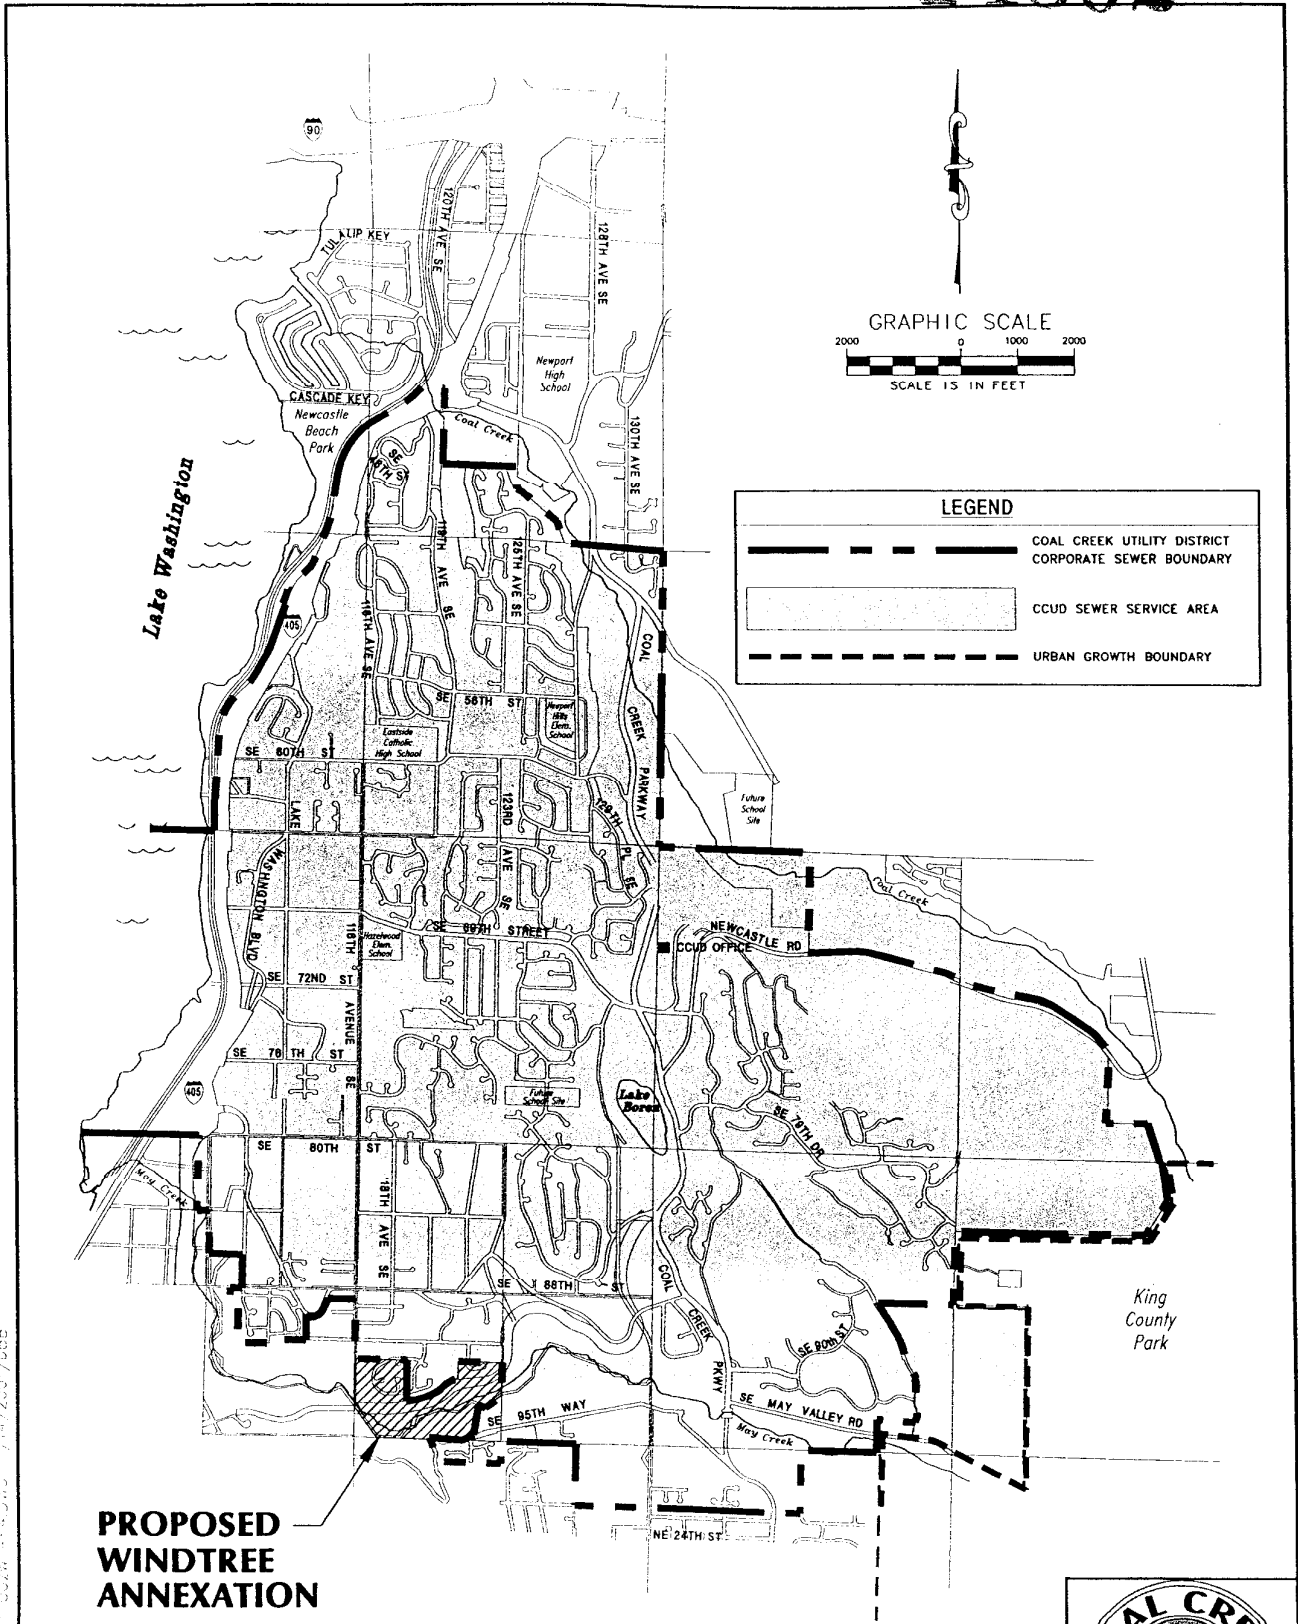 90
TULALIP KEY
120TH AVE SE
128TH AVE SE
GRAPHIC SCALE
2000 0 1000 2000
SCALE IS IN FEET
Newport
High
School
CASCADE KEY
Newcastle
Beach
Park
Coal Creek
130TH AVE SE
SE
Lake Washington
LEGEND
COAL CREEK UTILITY DISTRICT
CORPORATE SEWER BOUNDARY
CCUD SEWER SERVICE AREA
URBAN GROWTH BOUNDARY
119TH AVE SE
125TH AVE SE
116TH AVE SE
405
COAL CREEK PARKWAY
SE 56TH ST
Newport
Hills
Elem.
School
Eastside
Catholic
High School
SE 60TH ST
LAKE WASHINGTON BLVD
123RD AVE SE
129TH PL SE
Future
School
Site
Coal Creek
116TH AVENUE SE
Hazelwood
Elem.
School
SE 69TH STREET
NEWCASTLE RD
CCUD OFFICE
SE 72ND ST
SE 76 TH ST
405
Future
School Site
Lake
Boren
SE 79TH DR
SE 80TH ST
May Creek
118TH AVE SE
SE 88TH ST
COAL CREEK PKWY
SE 90th ST
King
County
Park
SE 95TH WAY
SE MAY VALLEY RD
May Creek
NE 24TH ST
PROPOSED
WINDTREE
ANNEXATION